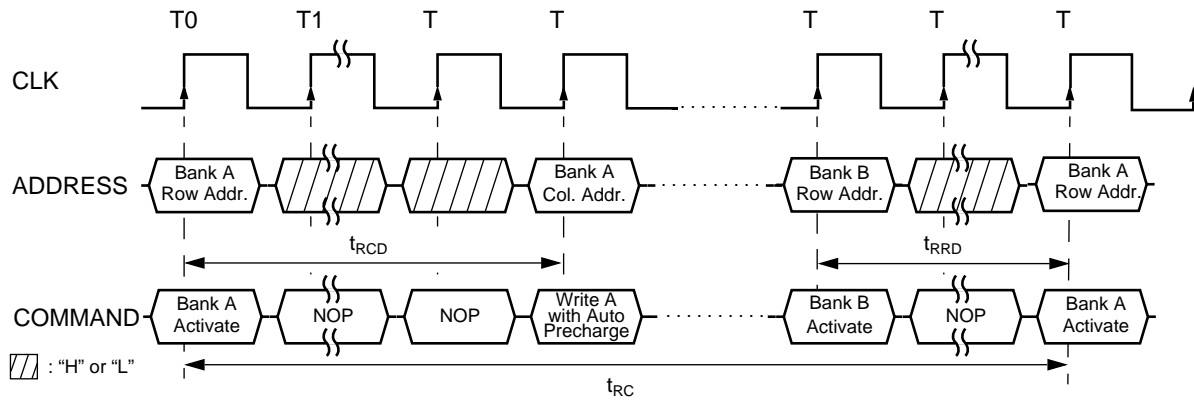 T0 T1 T T T T T
CLK
ADDRESS
Bank A
Row Addr.
Bank A
Col. Addr.
Bank B
Row Addr.
Bank A
Row Addr.
tRCD
tRRD
COMMAND
Bank A
Activate
NOP
NOP
Write A
with Auto
Precharge
Bank B
Activate
NOP
Bank A
Activate
: “H” or “L”
tRC